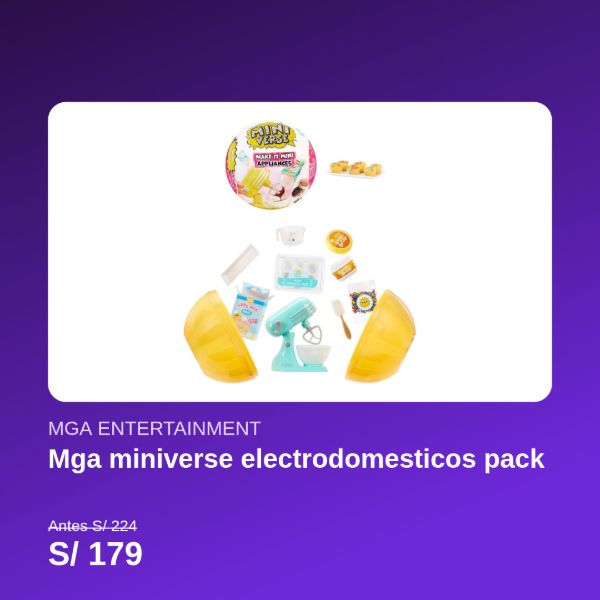 MINI
VERSE
MAKE IT MINI
APPLIANCES
MGA ENTERTAINMENT
Mga miniverse electrodomesticos pack
Antes S/ 224
S/ 179